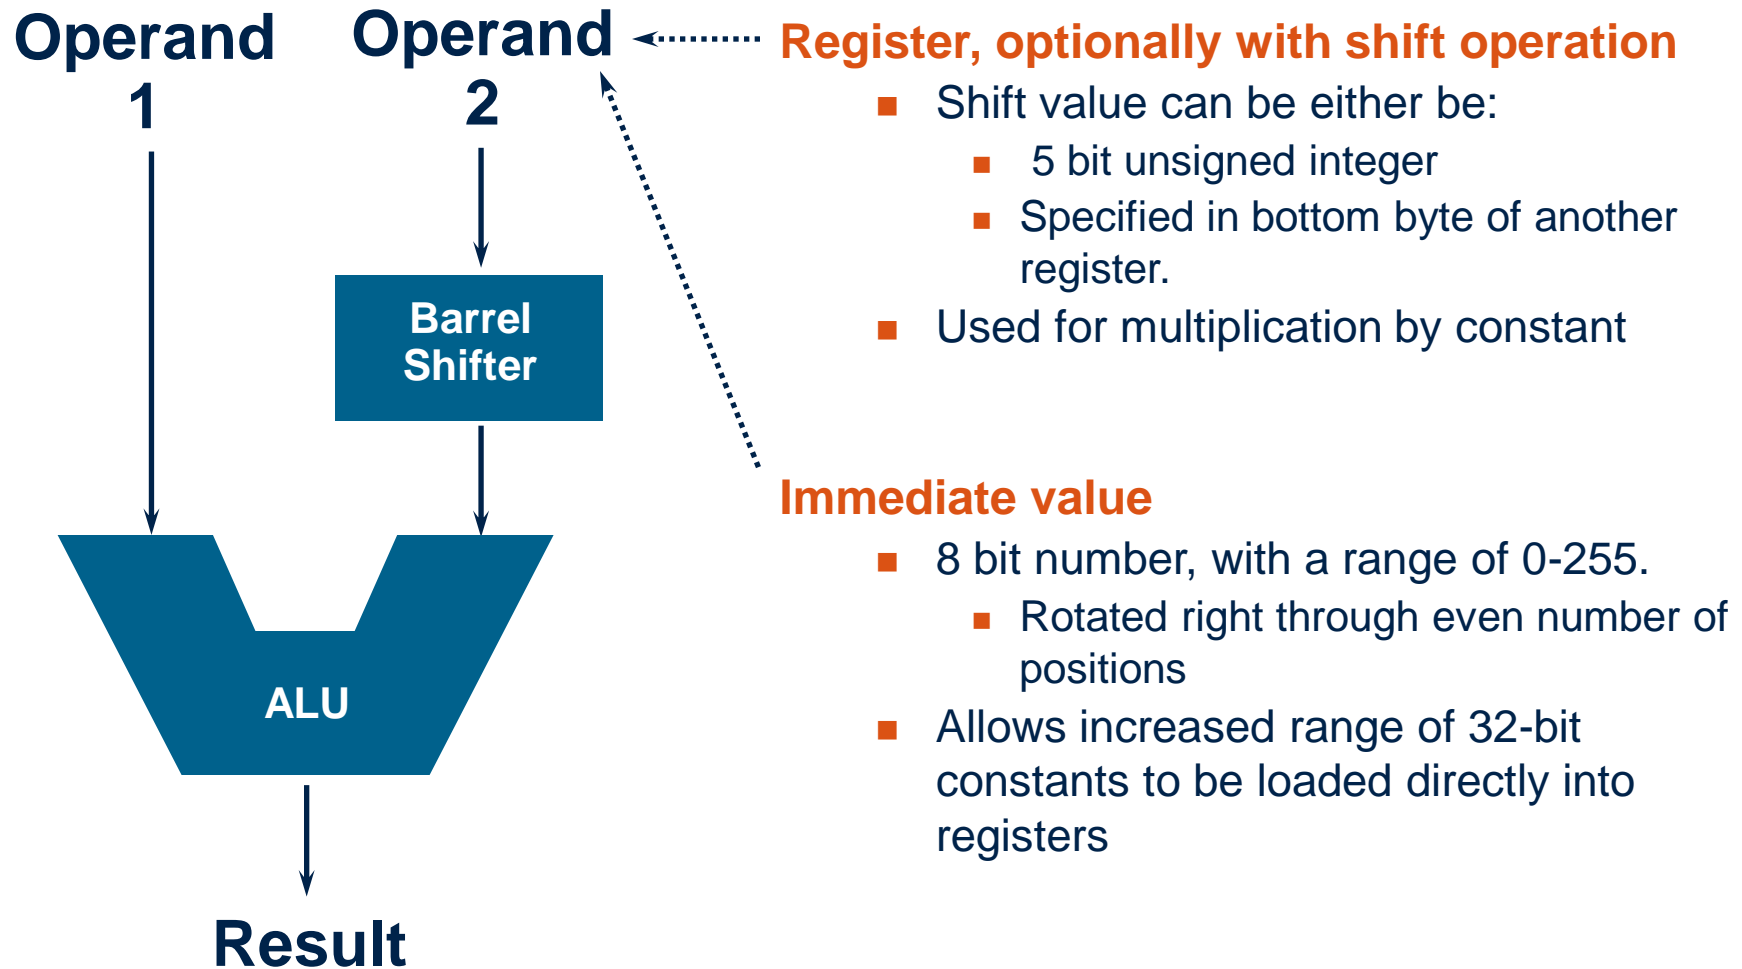 Operand
1
Operand
2
Barrel
Shifter
ALU
Result
Register, optionally with shift operation
Shift value can be either be:
5 bit unsigned integer
Specified in bottom byte of another
register.
Used for multiplication by constant
Immediate value
8 bit number, with a range of 0-255.
Rotated right through even number of
positions
Allows increased range of 32-bit
constants to be loaded directly into
registers